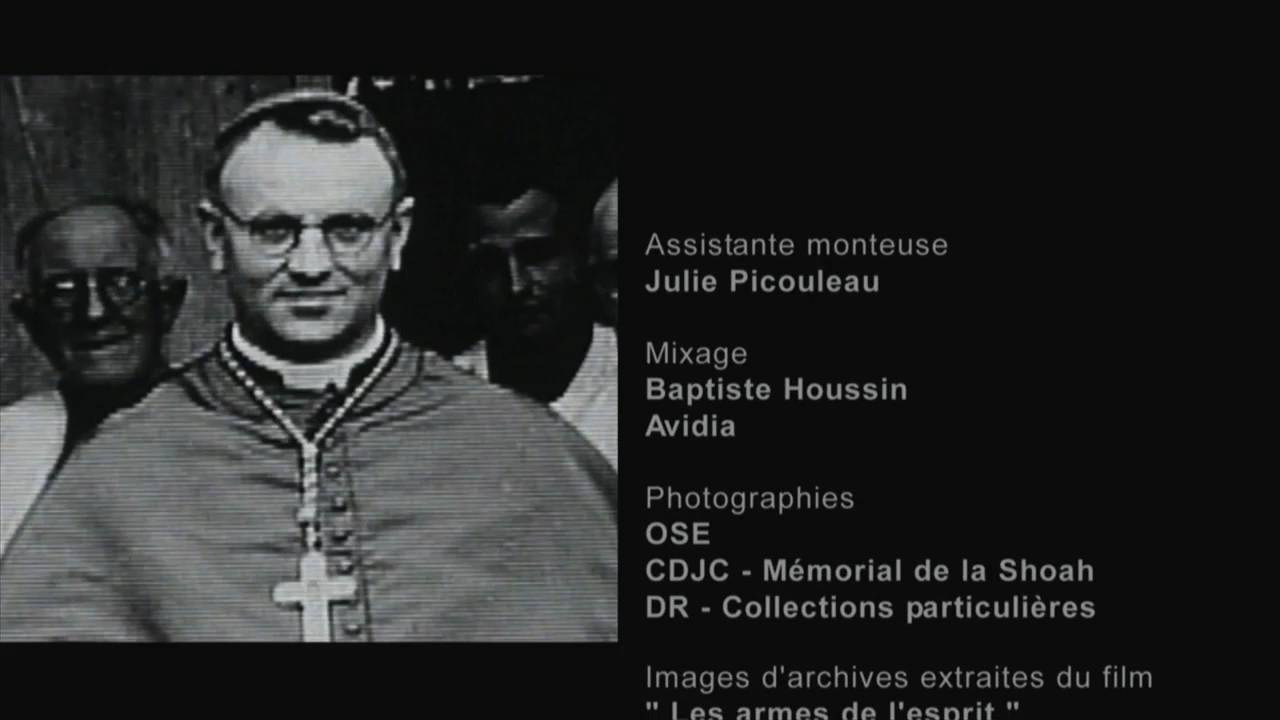 Assistante monteuse
Julie Picouleau
Mixage
Baptiste Houssin
Avidia
Photographies
OSE
CDJC - Mémorial de la Shoah
DR - Collections particulières
Images d'archives extraites du film
" Les armes de l'esprit "